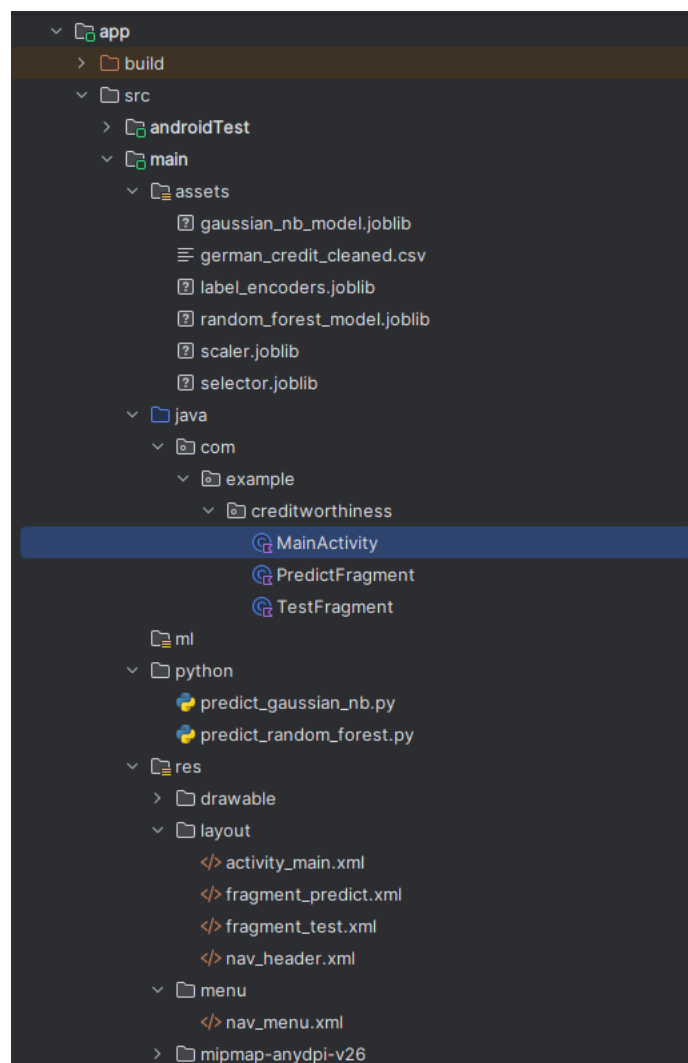 app
build
src
androidTest
main
assets
gaussian_nb_model.joblib
german_credit_cleaned.csv
label_encoders.joblib
random_forest_model.joblib
scaler.joblib
selector.joblib
java
com
example
creditworthiness
MainActivity
PredictFragment
TestFragment
ml
python
predict_gaussian_nb.py
predict_random_forest.py
res
drawable
layout
activity_main.xml
fragment_predict.xml
fragment_test.xml
nav_header.xml
menu
nav_menu.xml
mipmap-anydpi-v26